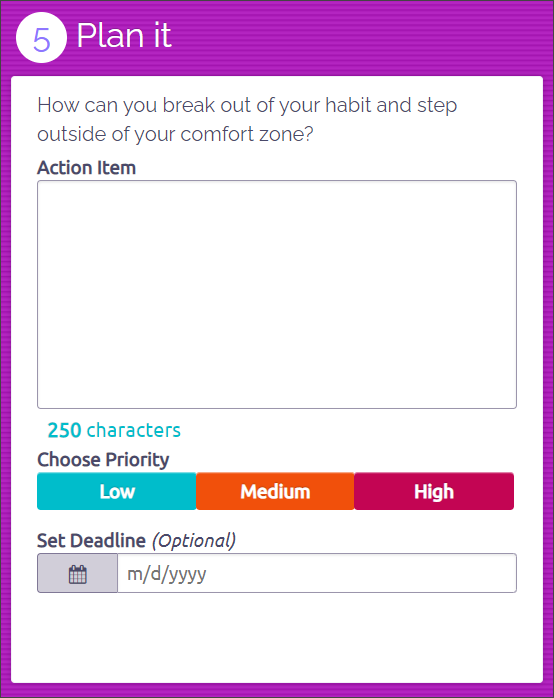 5 Plan it
How can you break out of your habit and step
outside of your comfort zone?
Action Item
250 characters
Choose Priority
Low Medium High
Set Deadline (Optional)
m/d/yyyy